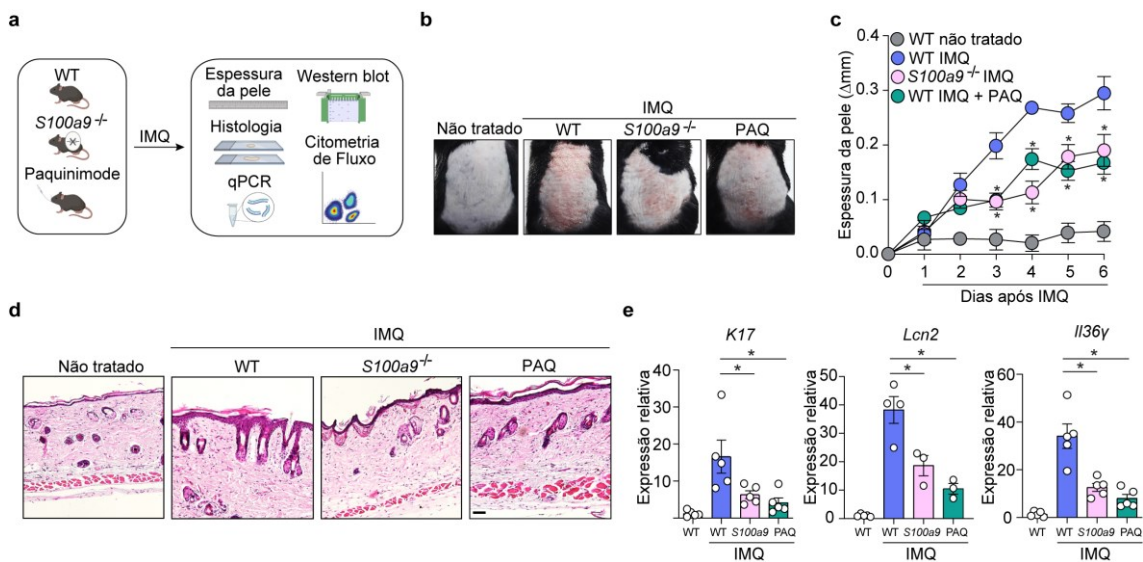 a
WT
S100a9-/-
Paquinimode
IMQ
Espessura
da pele
Histologia
qPCR
Western blot
Citometria
de Fluxo
b
IMQ
Não tratado
WT
S100a9-/-
PAQ
c
WT não tratado
WT IMQ
S100a9-/- IMQ
WT IMQ + PAQ
Espessura da pele (Δmm)
0.4
0.3
0.2
0.1
0.0
* * * *
* * * *
0 1 2 3 4 5 6
Dias após IMQ
d
IMQ
Não tratado
WT
S100a9-/-
PAQ
e
K17
Expressão relativa
60
40
20
0
*
*
WT WT S100a9 PAQ
IMQ
Lcn2
Expressão relativa
50
40
30
20
10
0
*
*
WT WT S100a9 PAQ
IMQ
Il36γ
Expressão relativa
60
40
20
0
*
*
WT WT S100a9 PAQ
IMQ